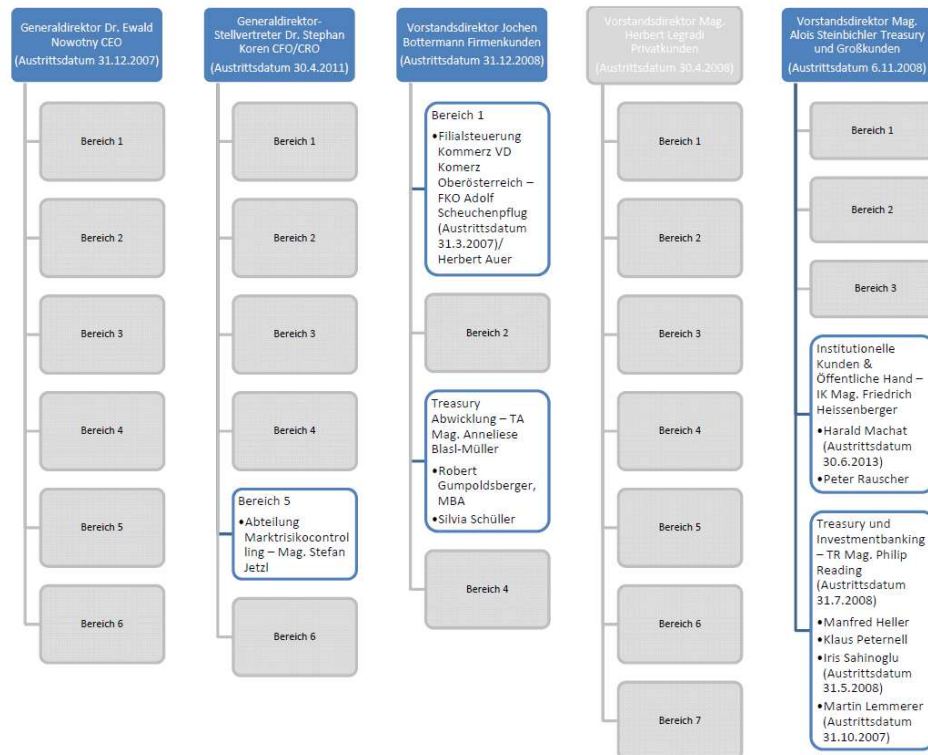 Generaldirektor Dr. Ewald
Nowotny CEO
(Austrittsdatum 31.12.2007)
Bereich 1
Bereich 2
Bereich 3
Bereich 4
Bereich 5
Bereich 6
Generaldirektor-
Stellvertreter Dr. Stephan
Koren CFO/CRO
(Austrittsdatum 30.4.2011)
Bereich 1
Bereich 2
Bereich 3
Bereich 4
Bereich 5
•Abteilung
Marktrisikocontrol
ling – Mag. Stefan
Jetzl
Bereich 6
Vorstandsdirektor Jochen
Bottermann Firmenkunden
(Austrittsdatum 31.12.2008)
Bereich 1
•Filialsteuerung
Kommerz VD
Komerz
Oberösterreich –
FKO Adolf
Scheuchenpflug
(Austrittsdatum
31.3.2007)/
Herbert Auer
Bereich 2
Treasury
Abwicklung – TA
Mag. Anneliese
Blasl-Müller
•Robert
Gumpoldsberger,
MBA
•Silvia Schüller
Bereich 4
Vorstandsdirektor Mag.
Herbert Legradi
Privatkunden
(Austrittsdatum 30.4.2008)
Bereich 1
Bereich 2
Bereich 3
Bereich 4
Bereich 5
Bereich 6
Bereich 7
Vorstandsdirektor Mag.
Alois Steinbichler Treasury
und Großkunden
(Austrittsdatum 6.11.2008)
Bereich 1
Bereich 2
Bereich 3
Institutionelle
Kunden &
Öffentliche Hand –
IK Mag. Friedrich
Heissenberger
•Harald Machat
(Austrittsdatum
30.6.2013)
•Peter Rauscher
Treasury und
Investmentbanking
– TR Mag. Philip
Reading
(Austrittsdatum
31.7.2008)
•Manfred Heller
•Klaus Peternell
•Iris Sahinoglu
(Austrittsdatum
31.5.2008)
•Martin Lemmerer
(Austrittsdatum
31.10.2007)